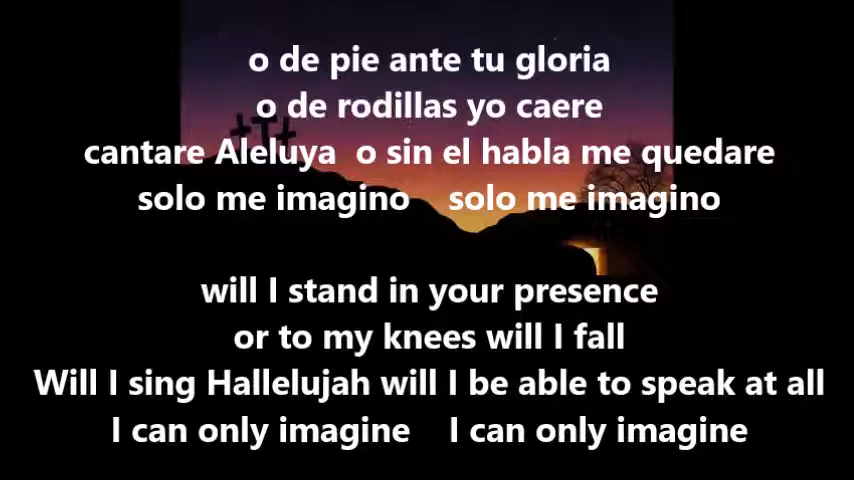 o de pie ante tu gloria
o de rodillas yo caere
cantare Aleluya o sin el habla me quedare
solo me imagino solo me imagino
will I stand in your presence
or to my knees will I fall
Will I sing Hallelujah will I be able to speak at all
I can only imagine I can only imagine